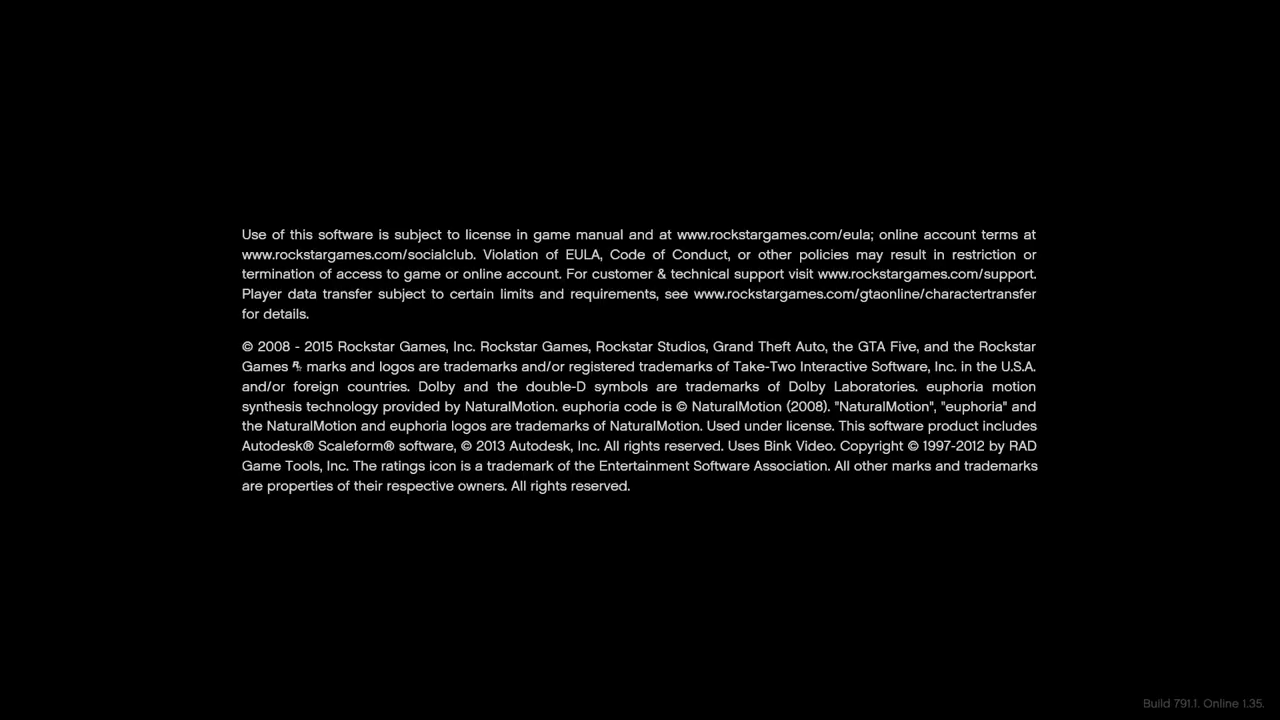 Use of this software is subject to license in game manual and at www.rockstargames.com/eula; online account terms at
www.rockstargames.com/socialclub. Violation of EULA, Code of Conduct, or other policies may result in restriction or
termination of access to game or online account. For customer & technical support visit www.rockstargames.com/support.
Player data transfer subject to certain limits and requirements, see www.rockstargames.com/gtaonline/charactertransfer
for details.
© 2008 - 2015 Rockstar Games, Inc. Rockstar Games, Rockstar Studios, Grand Theft Auto, the GTA Five, and the Rockstar
Games R* marks and logos are trademarks and/or registered trademarks of Take-Two Interactive Software, Inc. in the U.S.A.
and/or foreign countries. Dolby and the double-D symbols are trademarks of Dolby Laboratories. euphoria motion
synthesis technology provided by NaturalMotion. euphoria code is © NaturalMotion (2008). "NaturalMotion", "euphoria" and
the NaturalMotion and euphoria logos are trademarks of NaturalMotion. Used under license. This software product includes
Autodesk® Scaleform® software, © 2013 Autodesk, Inc. All rights reserved. Uses Bink Video. Copyright © 1997-2012 by RAD
Game Tools, Inc. The ratings icon is a trademark of the Entertainment Software Association. All other marks and trademarks
are properties of their respective owners. All rights reserved.
Build 791.1. Online 1.35.